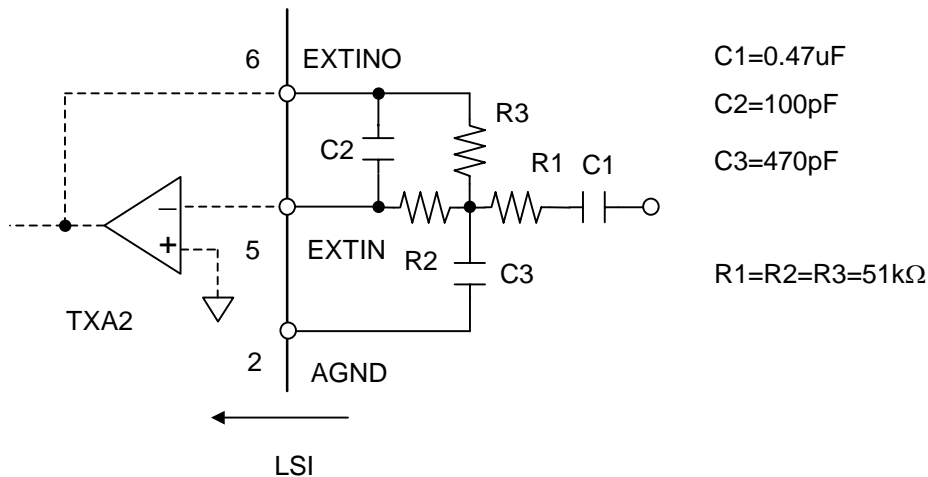 6 EXTINO
C1=0.47uF
C2=100pF
R3
C2
R1 C1
C3=470pF
−
+
5 EXTIN
R2
C3
R1=R2=R3=51kΩ
TXA2
2 AGND
LSI